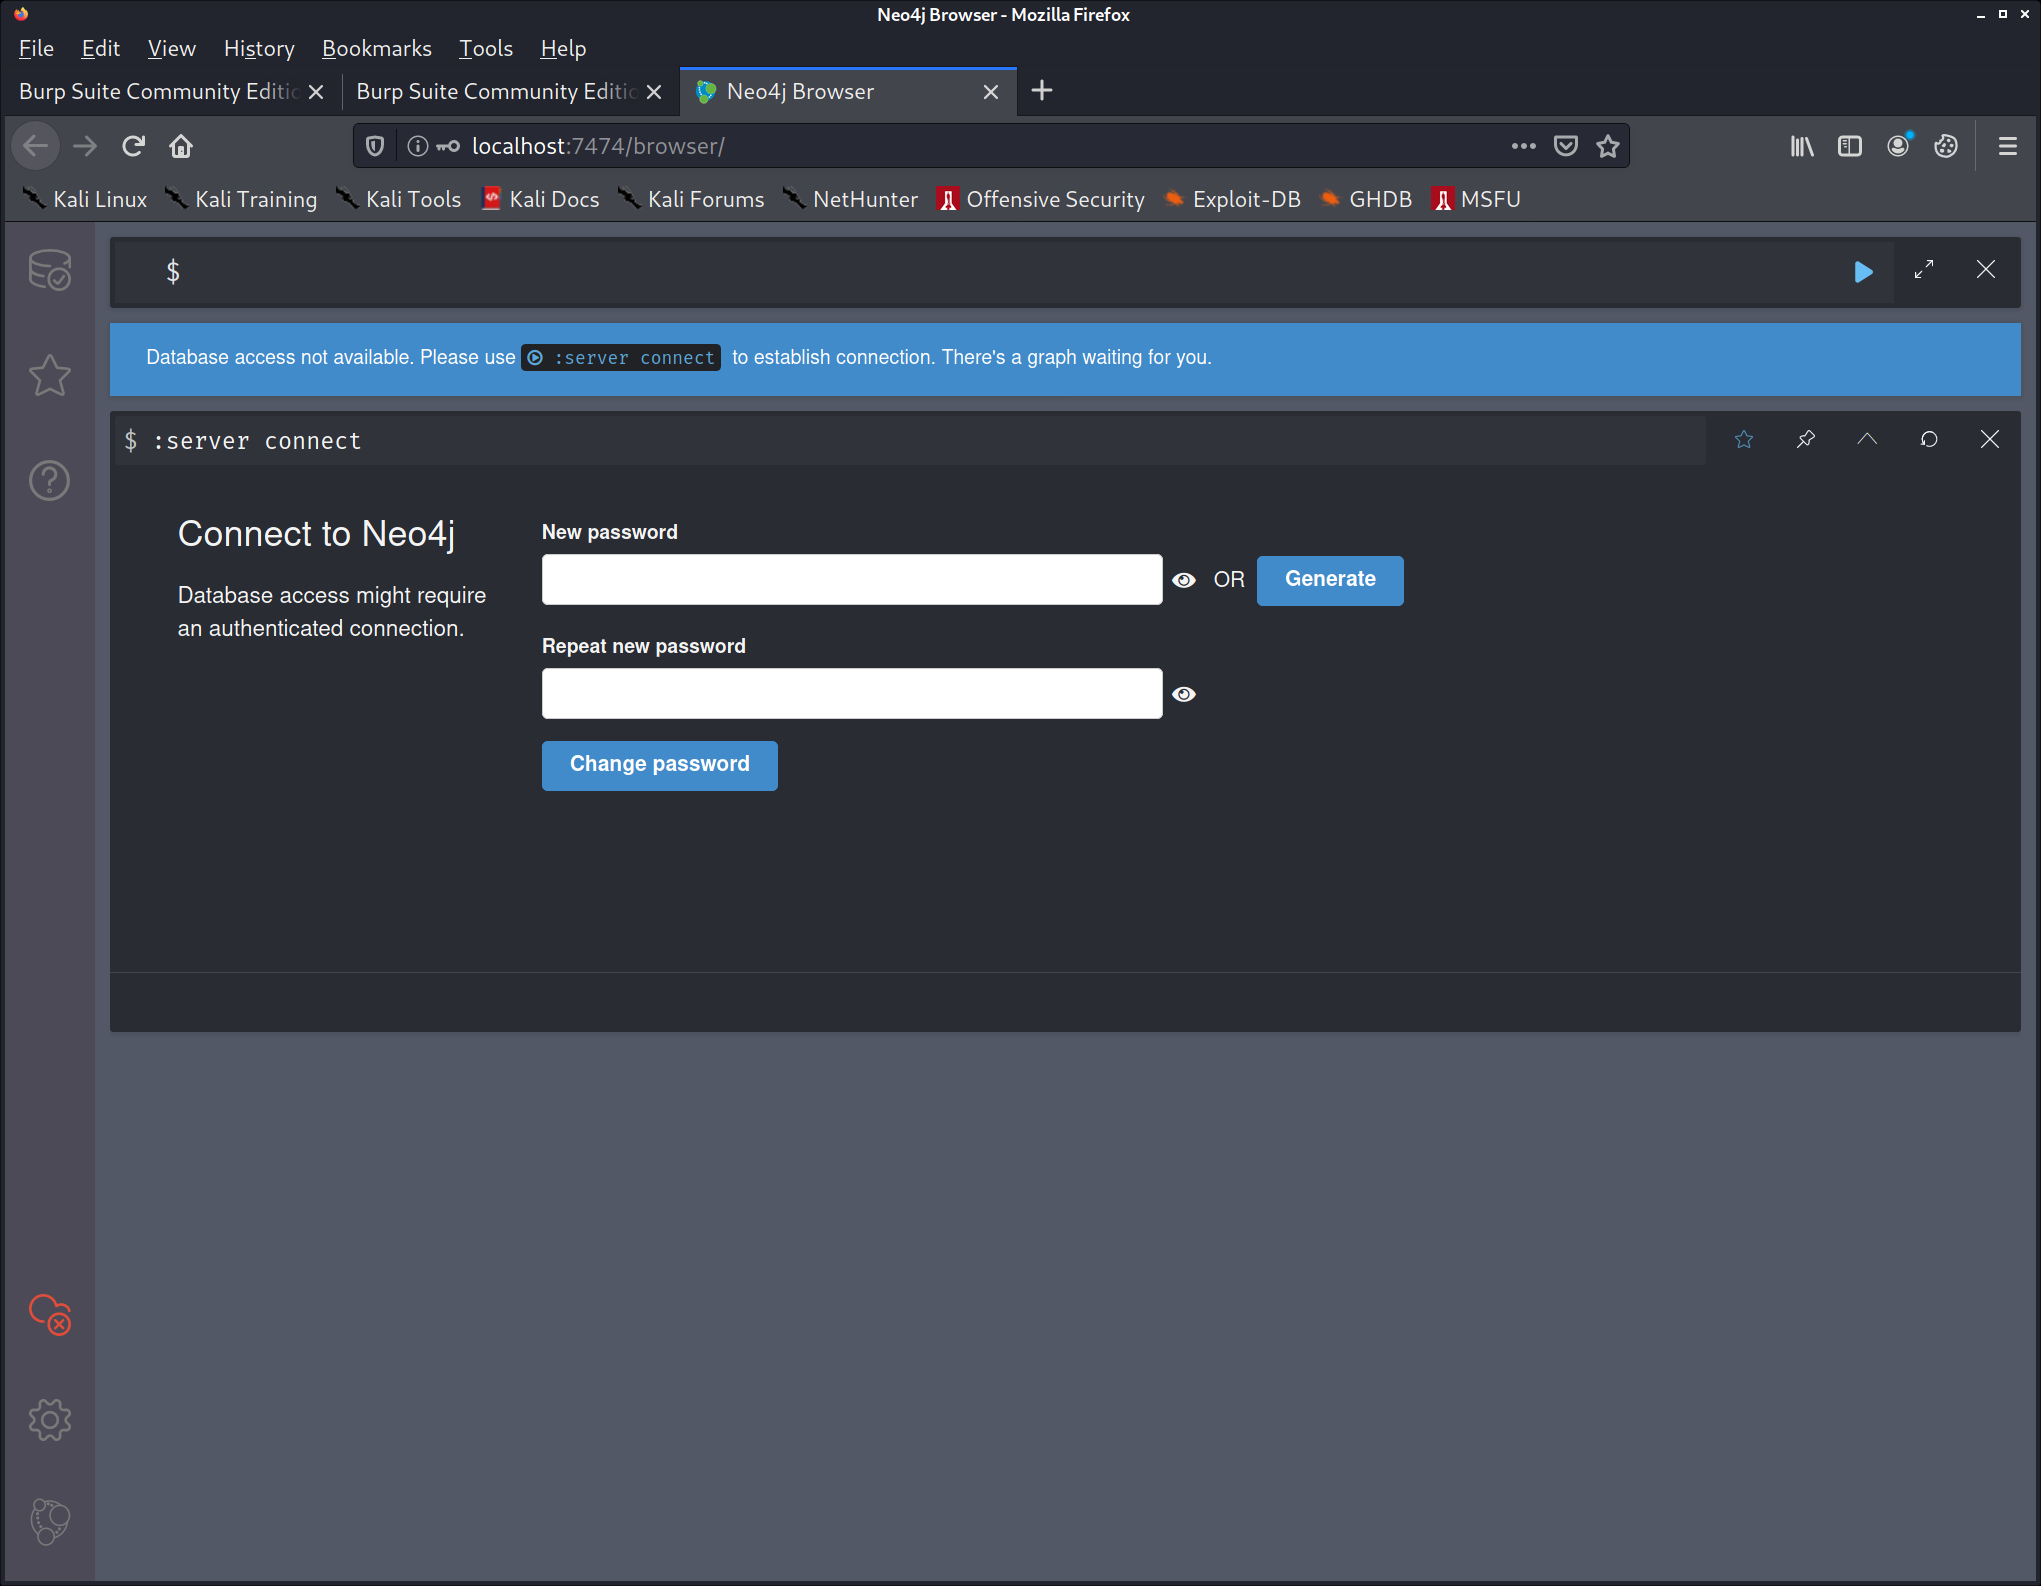 Neo4j Browser - Mozilla Firefox
File Edit View History Bookmarks Tools Help
Burp Suite Community Editio Burp Suite Community Editio Neo4j Browser
localhost:7474/browser/
Kali Linux Kali Training Kali Tools Kali Docs Kali Forums NetHunter Offensive Security Exploit-DB GHDB MSFU
$
Database access not available. Please use :server connect to establish connection. There's a graph waiting for you.
$ :server connect
Connect to Neo4j
Database access might require
an authenticated connection.
New password
OR Generate
Repeat new password
Change password